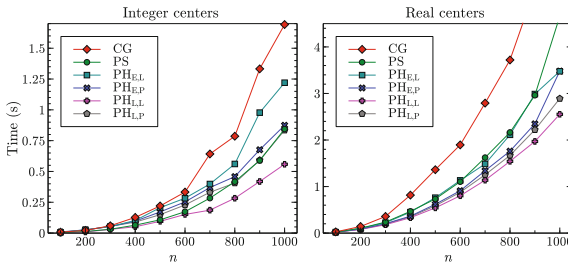 Integer centers
Real centers
Time (s)
1.5
1.25
1
0.75
0.5
0.25
0
200
400
600
800
1000
n
CG
PS
PH_E,L
PH_E,P
PH_L,L
PH_L,P
4
3
2
1
0
200
400
600
800
1000
n
CG
PS
PH_E,L
PH_E,P
PH_L,L
PH_L,P